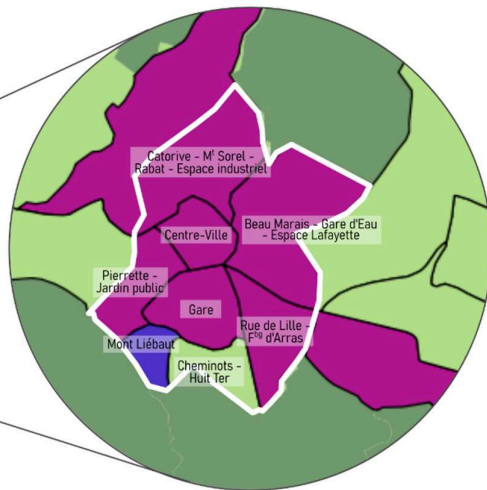 Catorive - Mᵗ Sorel -
Rabat - Espace industriel
Centre-Ville
Beau Marais - Gare d'Eau
- Espace Lafayette
Pierrette -
Jardin public
Gare
Rue de Lille -
Fᵇᵍ d'Arras
Mont Liébaut
Cheminots -
Huit Ter